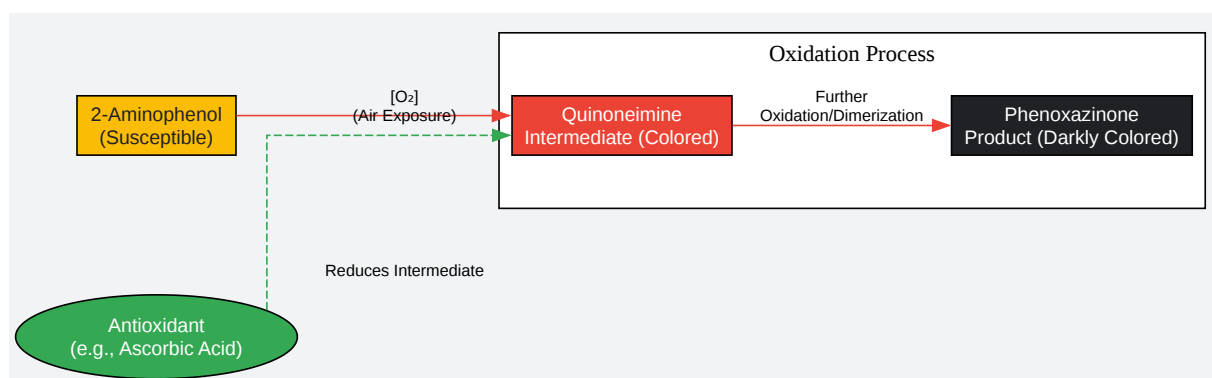 Oxidation Process
2-Aminophenol
(Susceptible)
[O₂]
(Air Exposure)
Quinoneimine
Intermediate (Colored)
Further
Oxidation/Dimerization
Phenoxazinone
Product (Darkly Colored)
Reduces Intermediate
Antioxidant
(e.g., Ascorbic Acid)